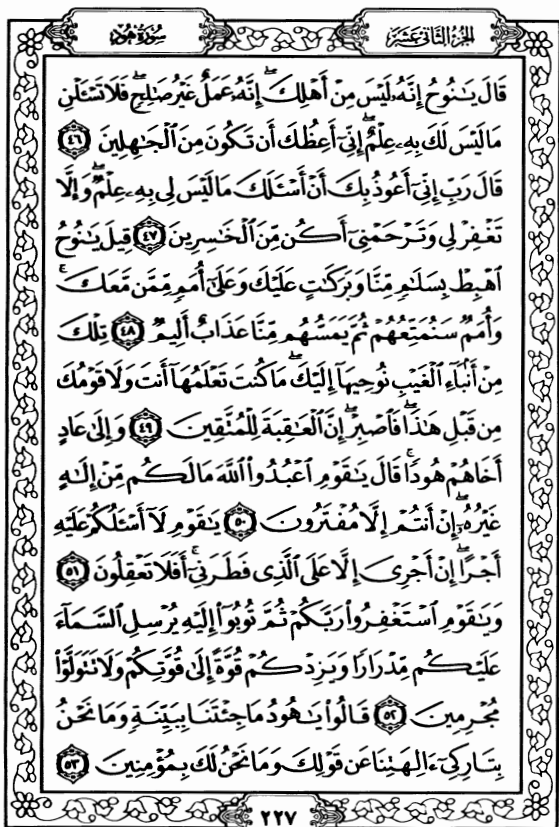 الجزء الثاني عشر
سورة هود
قَالَ يَٰنُوحُ إِنَّهُۥ لَيْسَ مِنْ أَهْلِكَ ۖ إِنَّهُۥ عَمَلٌ غَيْرُ صَٰلِحٍ ۖ فَلَا تَسْـَٔلْنِ
مَا لَيْسَ لَكَ بِهِۦ عِلْمٌ ۖ إِنِّىٓ أَعِظُكَ أَن تَكُونَ مِنَ ٱلْجَٰهِلِينَ ٤٦
قَالَ رَبِّ إِنِّىٓ أَعُوذُ بِكَ أَنْ أَسْـَٔلَكَ مَا لَيْسَ لِى بِهِۦ عِلْمٌ ۖ وَإِلَّا
تَغْفِرْ لِى وَتَرْحَمْنِىٓ أَكُن مِّنَ ٱلْخَٰسِرِينَ ٤٧ قِيلَ يَٰنُوحُ
ٱهْبِطْ بِسَلَٰمٍ مِّنَّا وَبَرَكَٰتٍ عَلَيْكَ وَعَلَىٰٓ أُمَمٍ مِّمَّن مَّعَكَ ۚ
وَأُمَمٌ سَنُمَتِّعُهُمْ ثُمَّ يَمَسُّهُم مِّنَّا عَذَابٌ أَلِيمٌ ٤٨ تِلْكَ
مِنْ أَنۢبَآءِ ٱلْغَيْبِ نُوحِيهَآ إِلَيْكَ ۖ مَا كُنتَ تَعْلَمُهَآ أَنتَ وَلَا قَوْمُكَ
مِن قَبْلِ هَٰذَا ۖ فَٱصْبِرْ ۖ إِنَّ ٱلْعَٰقِبَةَ لِلْمُتَّقِينَ ٤٩ وَإِلَىٰ عَادٍ
أَخَاهُمْ هُودًا ۚ قَالَ يَٰقَوْمِ ٱعْبُدُوا۟ ٱللَّهَ مَا لَكُم مِّنْ إِلَٰهٍ
غَيْرُهُۥٓ ۖ إِنْ أَنتُمْ إِلَّا مُفْتَرُونَ ٥٠ يَٰقَوْمِ لَآ أَسْـَٔلُكُمْ عَلَيْهِ
أَجْرًا ۖ إِنْ أَجْرِىَ إِلَّا عَلَى ٱلَّذِى فَطَرَنِىٓ ۚ أَفَلَا تَعْقِلُونَ ٥١
وَيَٰقَوْمِ ٱسْتَغْفِرُوا۟ رَبَّكُمْ ثُمَّ تُوبُوٓا۟ إِلَيْهِ يُرْسِلِ ٱلسَّمَآءَ
عَلَيْكُم مِّدْرَارًا وَيَزِدْكُمْ قُوَّةً إِلَىٰ قُوَّتِكُمْ وَلَا تَتَوَلَّوْا۟
مُجْرِمِينَ ٥٢ قَالُوا۟ يَٰهُودُ مَا جِئْتَنَا بِبَيِّنَةٍ وَمَا نَحْنُ
بِتَارِكِىٓ ءَالِهَتِنَا عَن قَوْلِكَ وَمَا نَحْنُ لَكَ بِمُؤْمِنِينَ ٥٣
٢٢٧